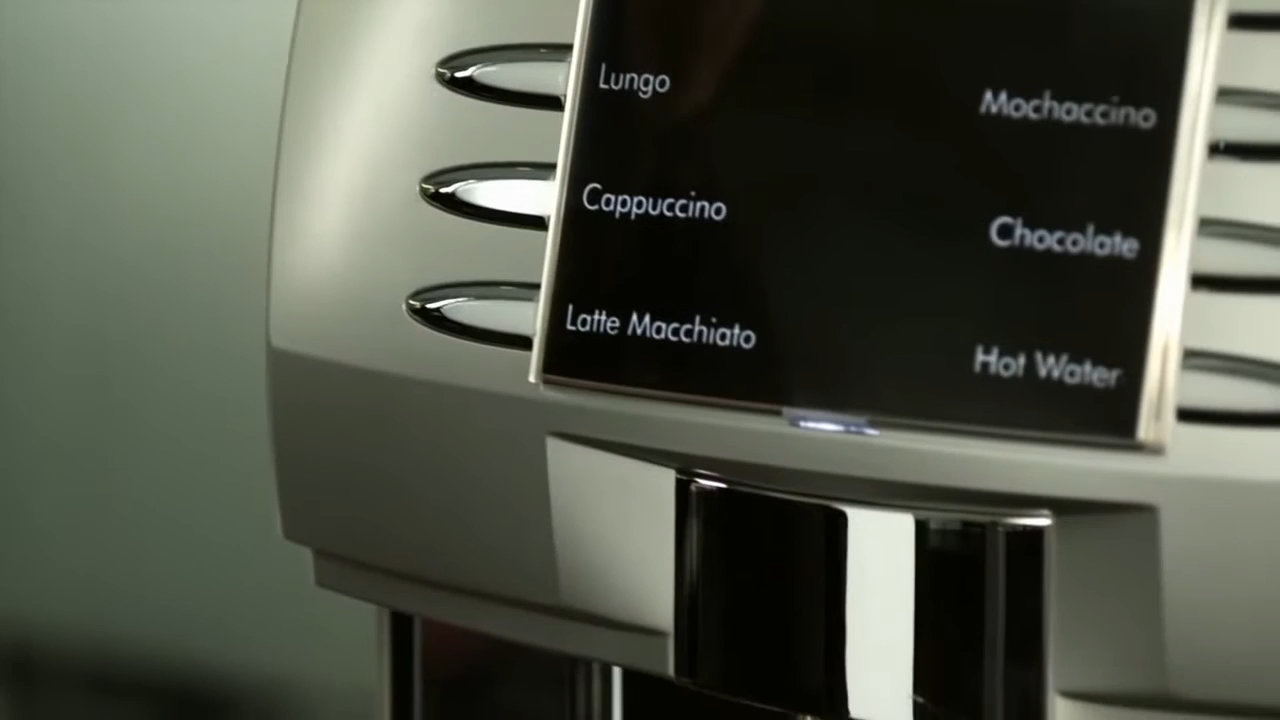 Lungo
Mochaccino
Cappuccino
Chocolate
Latte Macchiato
Hot Water